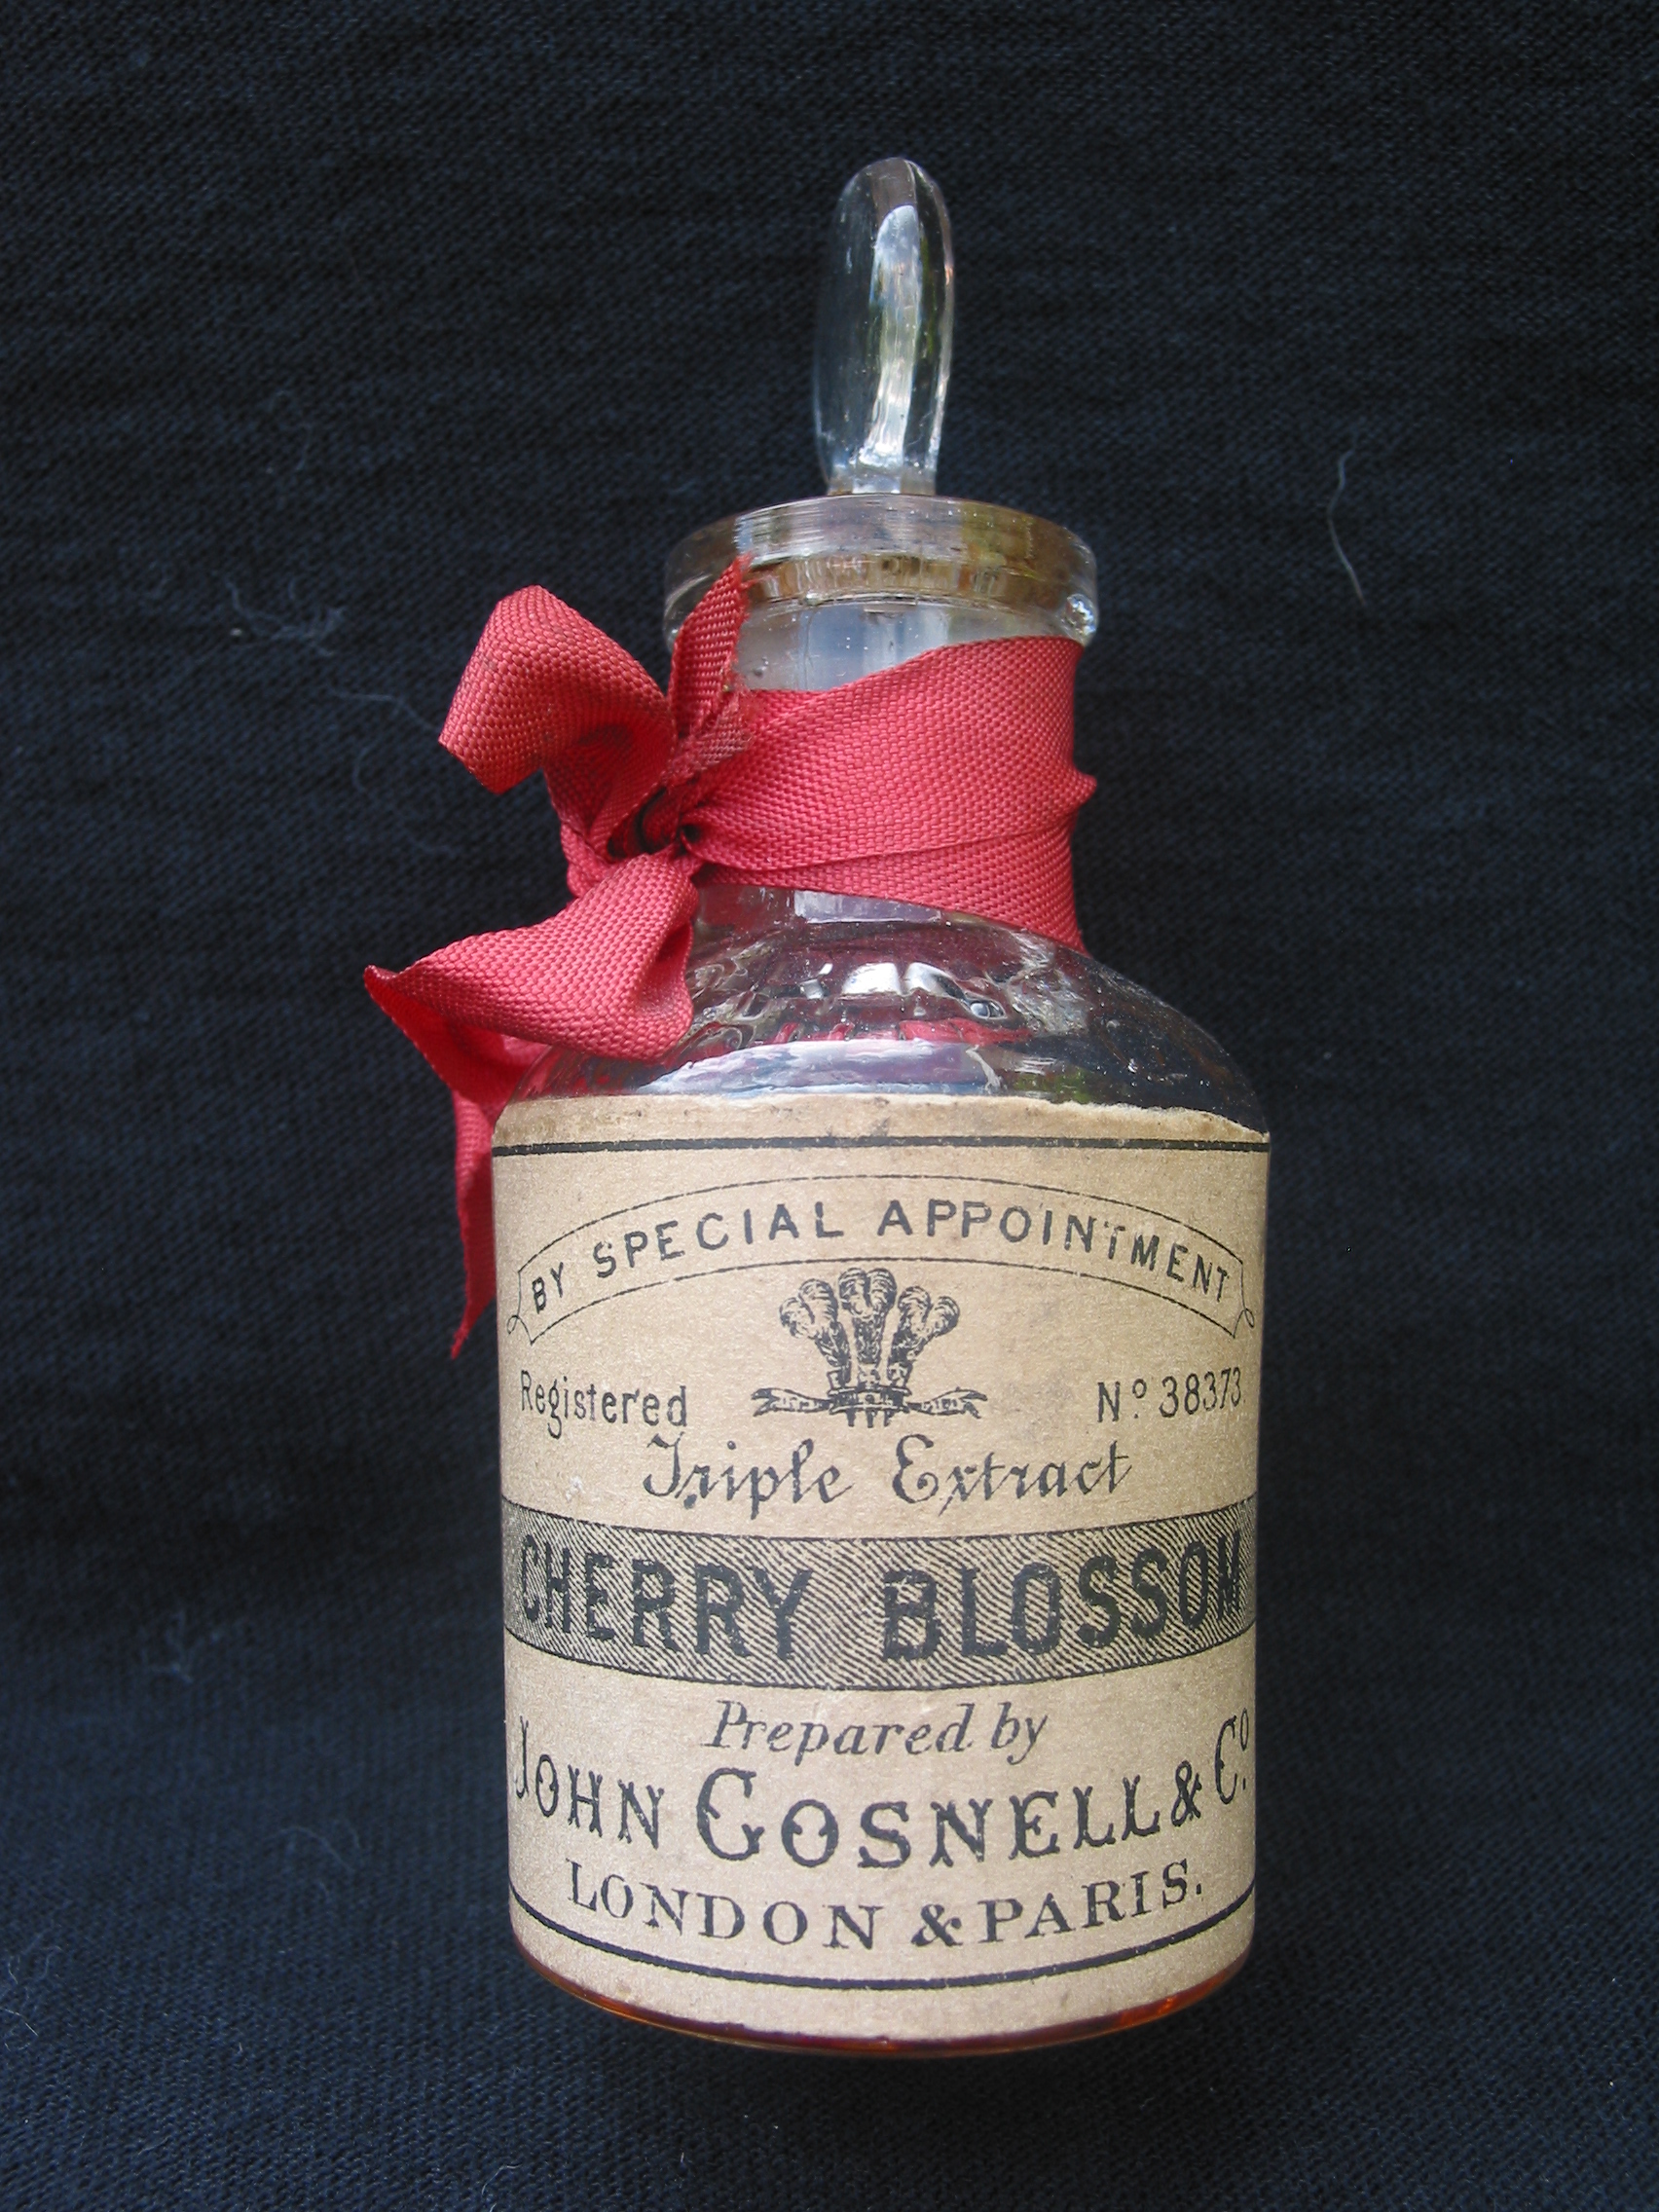 BY SPECIAL APPOINTMENT
Registered Nº 38373.
Triple Extract
CHERRY BLOSSOM
Prepared by
JOHN GOSNELL & Cº.
LONDON & PARIS.